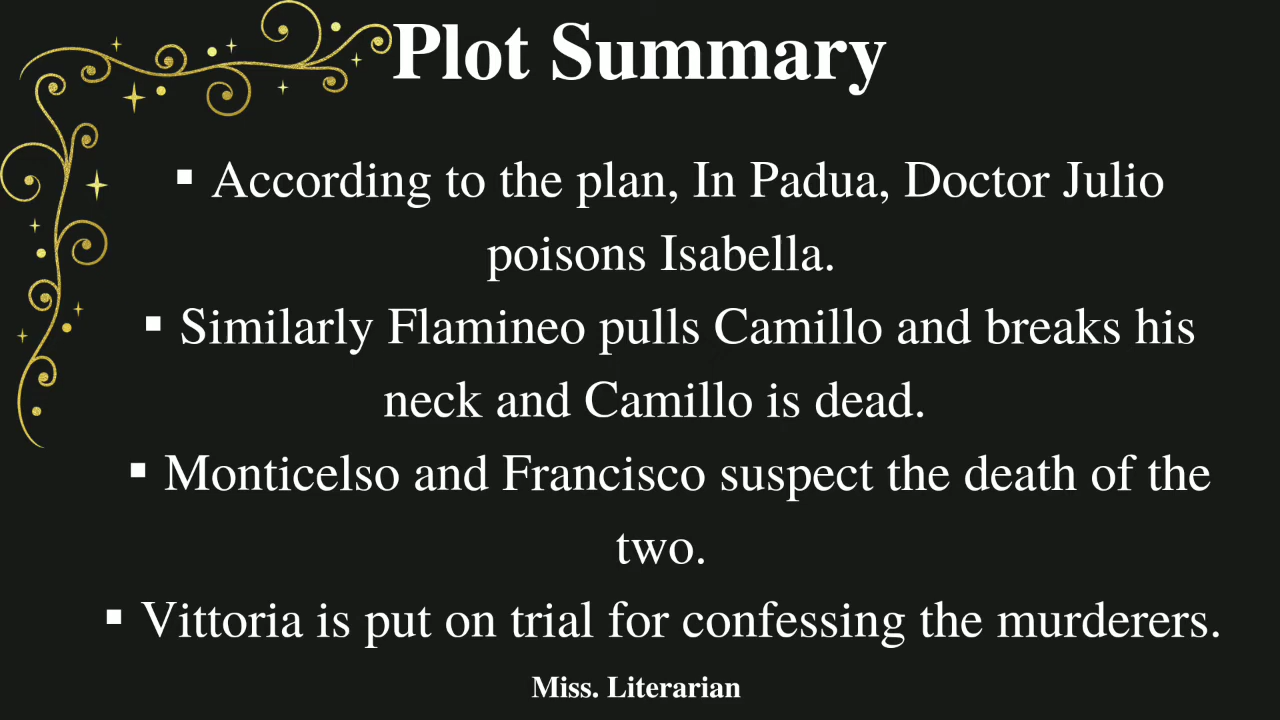 Plot Summary
▪ According to the plan, In Padua, Doctor Julio
poisons Isabella.
▪ Similarly Flamineo pulls Camillo and breaks his
neck and Camillo is dead.
▪ Monticelso and Francisco suspect the death of the
two.
▪ Vittoria is put on trial for confessing the murderers.
Miss. Literarian